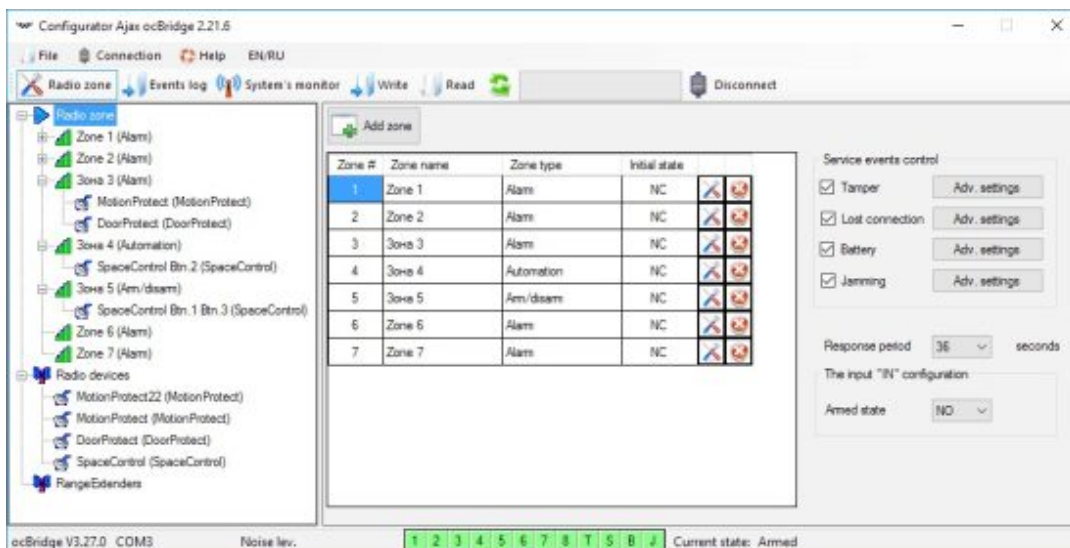 Configurator Ajax ocBridge 2.21.6
File Connection Help EN/RU
Radio zone Events log System's monitor Write Read Disconnect
Radio zone
Zone 1 (Alarm)
Zone 2 (Alarm)
Зона 3 (Alarm)
MotionProtect (MotionProtect)
DoorProtect (DoorProtect)
Зона 4 (Automation)
SpaceControl Btn.2 (SpaceControl)
Зона 5 (Arm/disarm)
SpaceControl Btn.1 Btn.3 (SpaceControl)
Zone 6 (Alarm)
Zone 7 (Alarm)
Radio devices
MotionProtect22 (MotionProtect)
MotionProtect (MotionProtect)
DoorProtect (DoorProtect)
SpaceControl (SpaceControl)
RangeExtenders
Add zone
Zone # Zone name Zone type Initial state
1 Zone 1 Alarm NC
2 Zone 2 Alarm NC
3 Зона 3 Alarm NC
4 Зона 4 Automation NC
5 Зона 5 Arm/disarm NC
6 Zone 6 Alarm NC
7 Zone 7 Alarm NC
Service events control
Tamper Adv. settings
Lost connection Adv. settings
Battery Adv. settings
Jamming Adv. settings
Response period 36 seconds
The input "IN" configuration
Armed state NO
ocBridge V3.27.0 COM3 Noise lev. 1 2 3 4 5 6 7 8 T S B J Current state: Armed